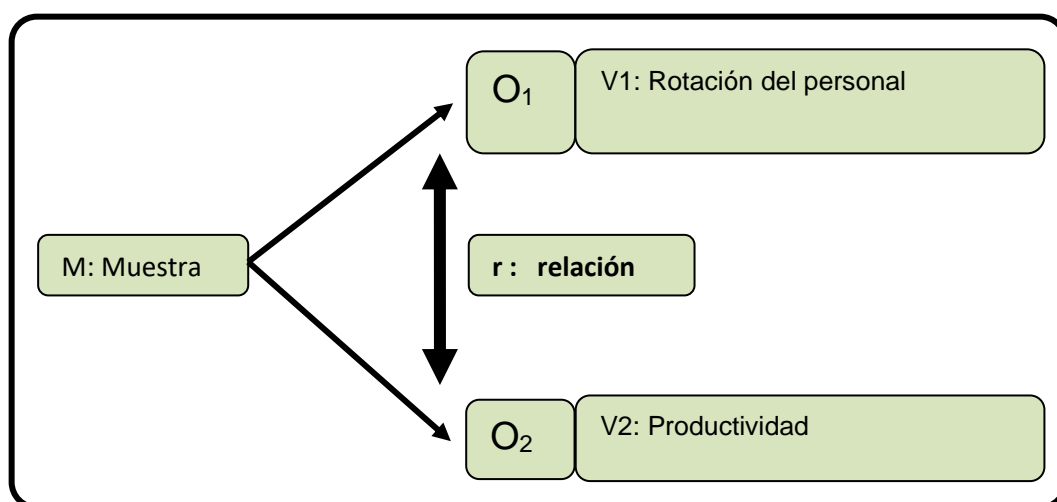 O₁ V1: Rotación del personal
M: Muestra
r : relación
O₂ V2: Productividad